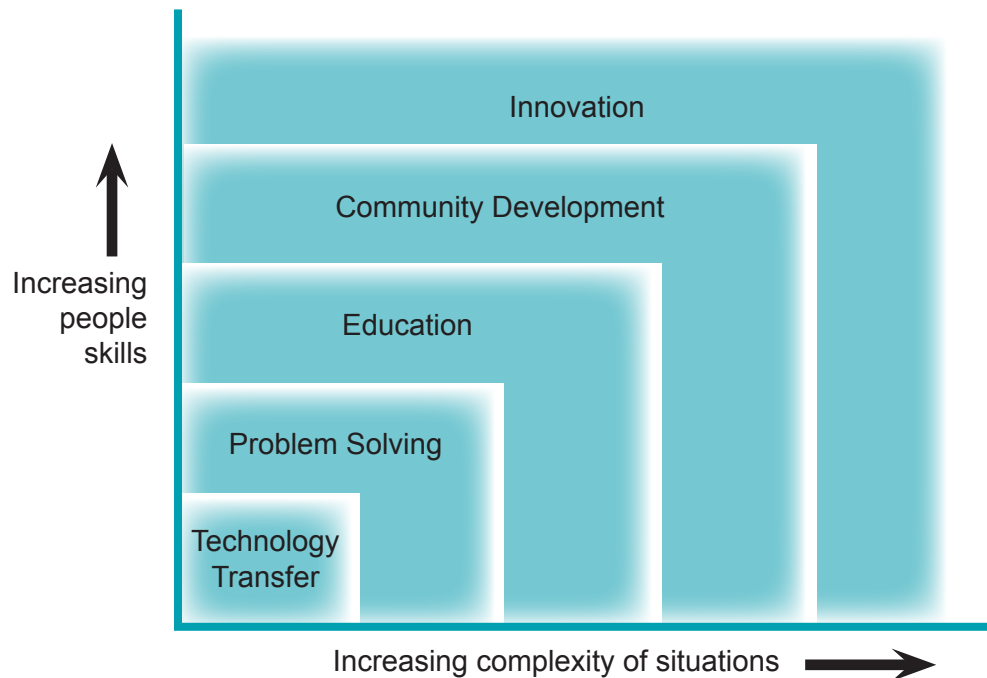 Innovation
Community Development
Increasing
people
skills
Education
Problem Solving
Technology
Transfer
Increasing complexity of situations